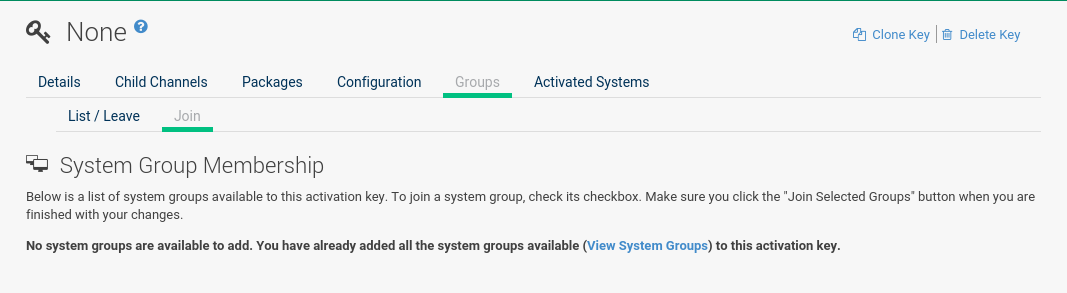 None
Clone Key | Delete Key
Details Child Channels Packages Configuration Groups Activated Systems
List / Leave Join
System Group Membership
Below is a list of system groups available to this activation key. To join a system group, check its checkbox. Make sure you click the "Join Selected Groups" button when you are
finished with your changes.
No system groups are available to add. You have already added all the system groups available (View System Groups) to this activation key.